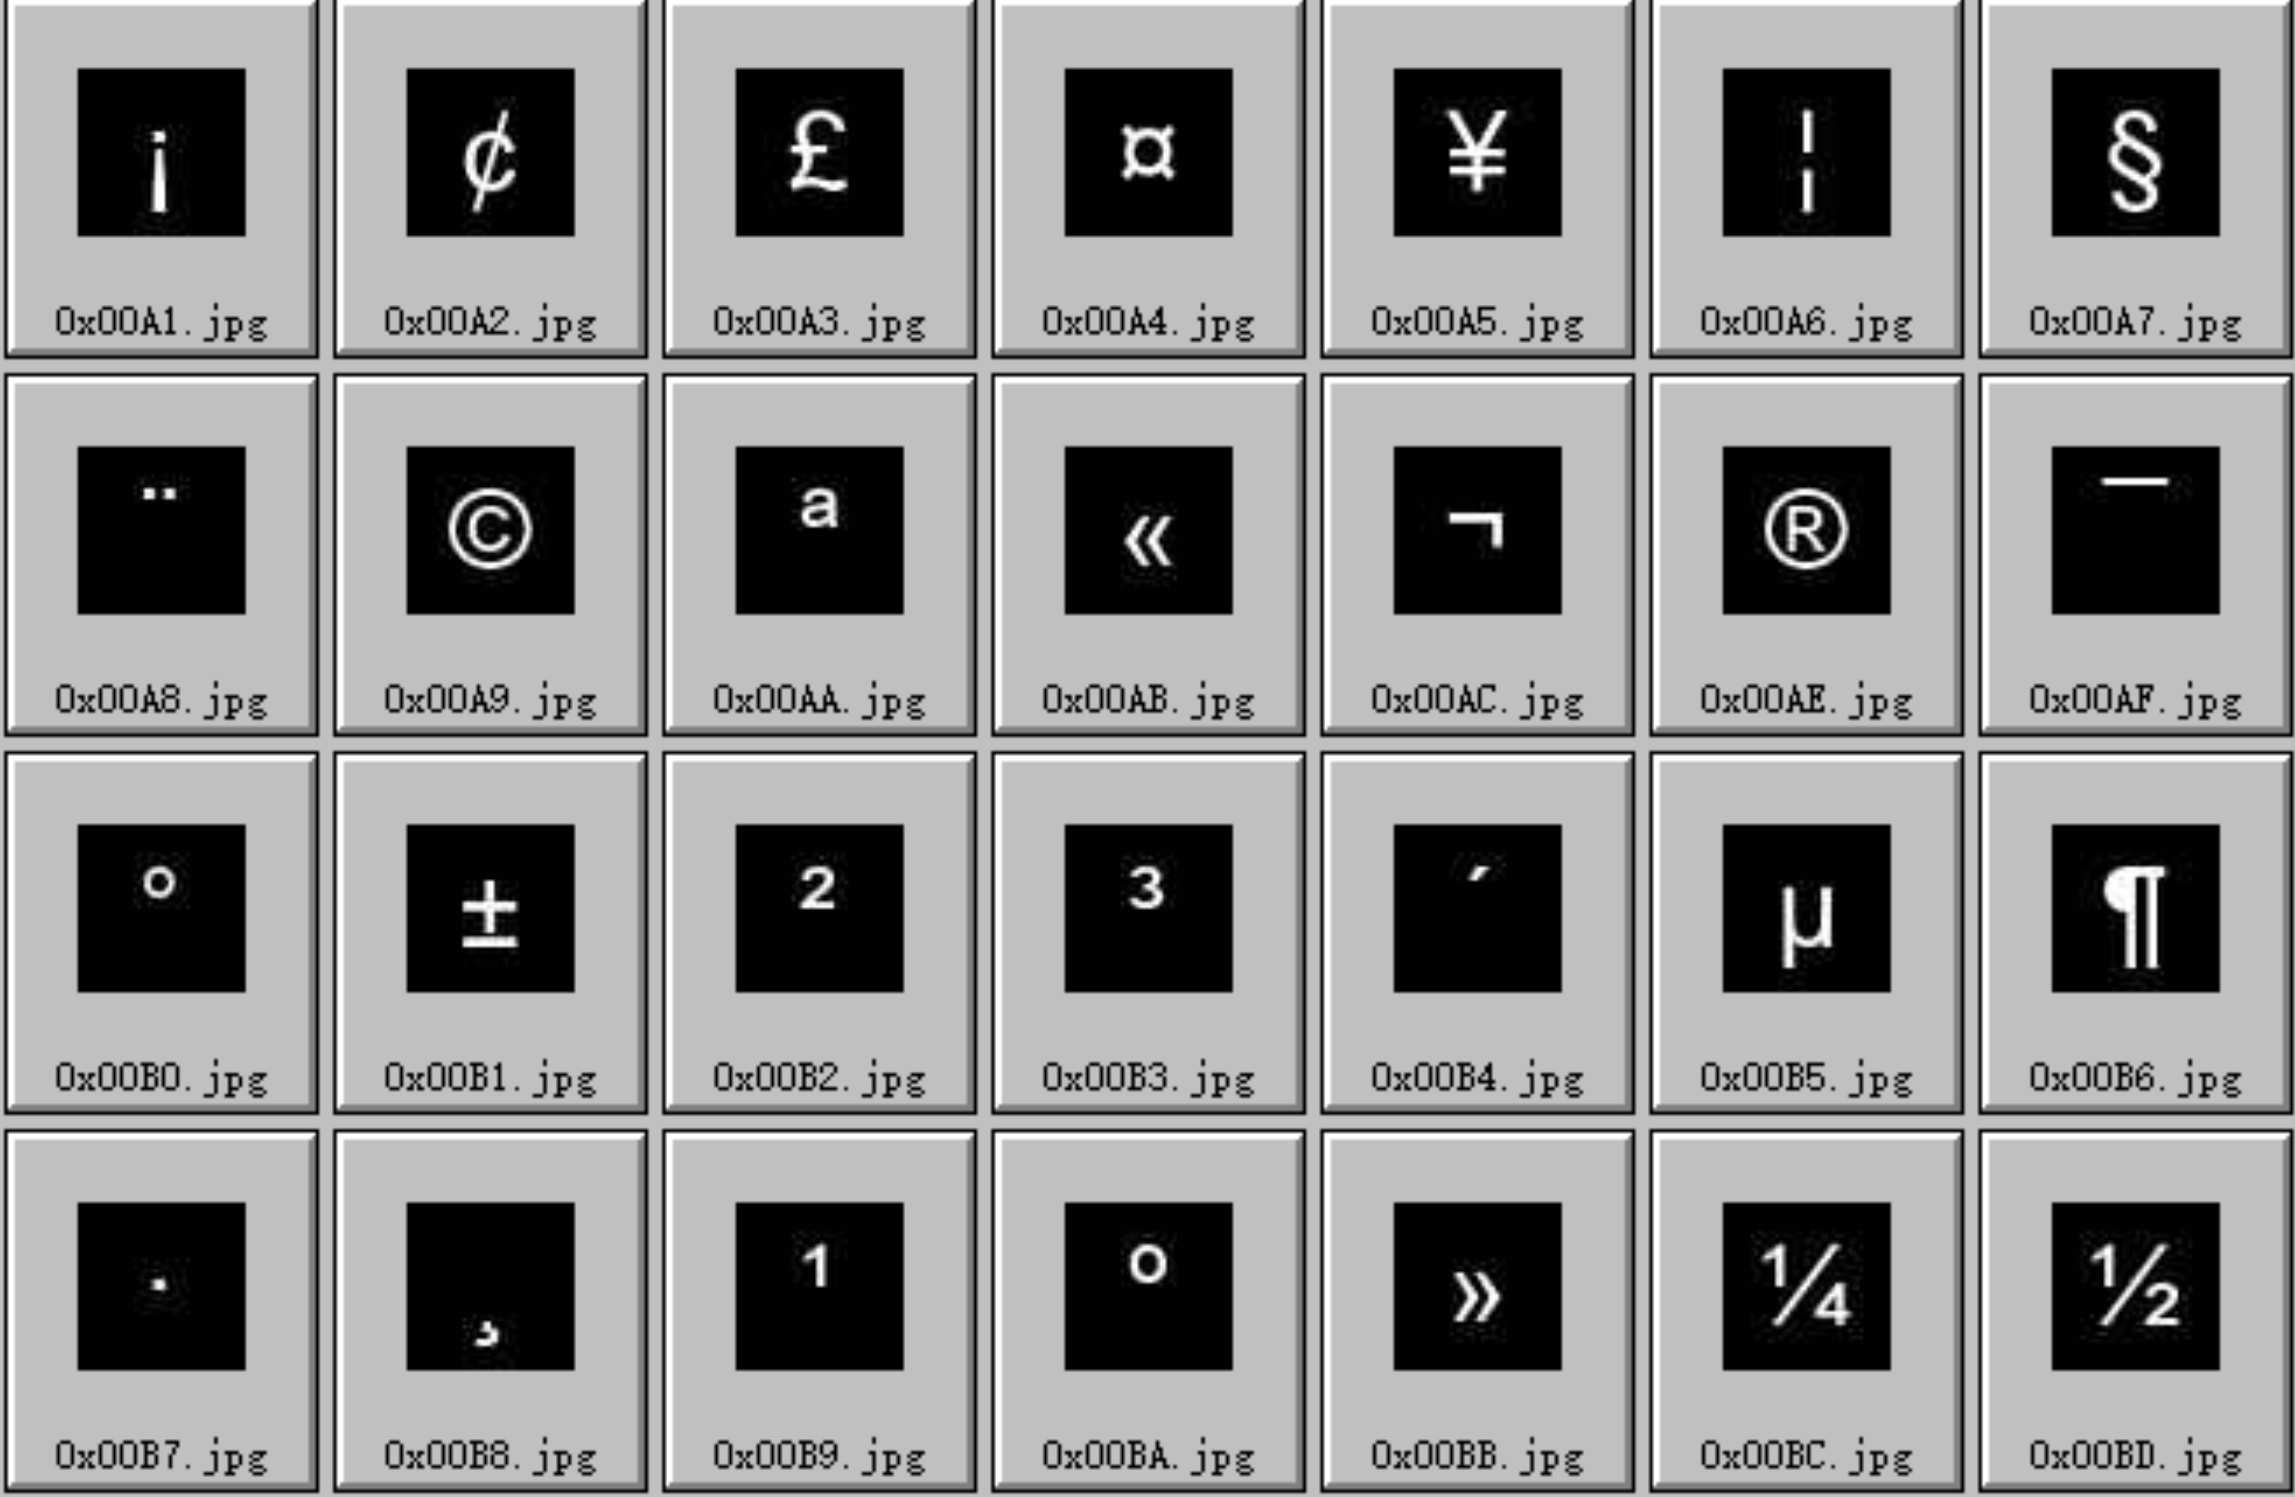 ¡ ¢ £ ¤ ¥ ¦ §
0x00A1.jpg 0x00A2.jpg 0x00A3.jpg 0x00A4.jpg 0x00A5.jpg 0x00A6.jpg 0x00A7.jpg
¨ © ª « ¬ ® ¯
0x00A8.jpg 0x00A9.jpg 0x00AA.jpg 0x00AB.jpg 0x00AC.jpg 0x00AE.jpg 0x00AF.jpg
° ± ² ³ ´ µ ¶
0x00B0.jpg 0x00B1.jpg 0x00B2.jpg 0x00B3.jpg 0x00B4.jpg 0x00B5.jpg 0x00B6.jpg
· ¸ ¹ º » ¼ ½
0x00B7.jpg 0x00B8.jpg 0x00B9.jpg 0x00BA.jpg 0x00BB.jpg 0x00BC.jpg 0x00BD.jpg